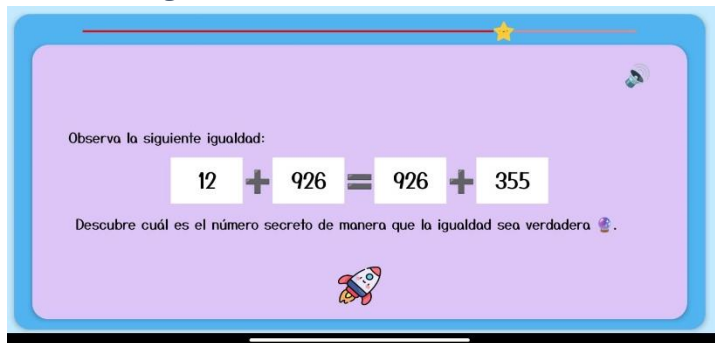 Observa la siguiente igualdad:
12 + 926 = 926 + 355
Descubre cuál es el número secreto de manera que la igualdad sea verdadera 🔮.